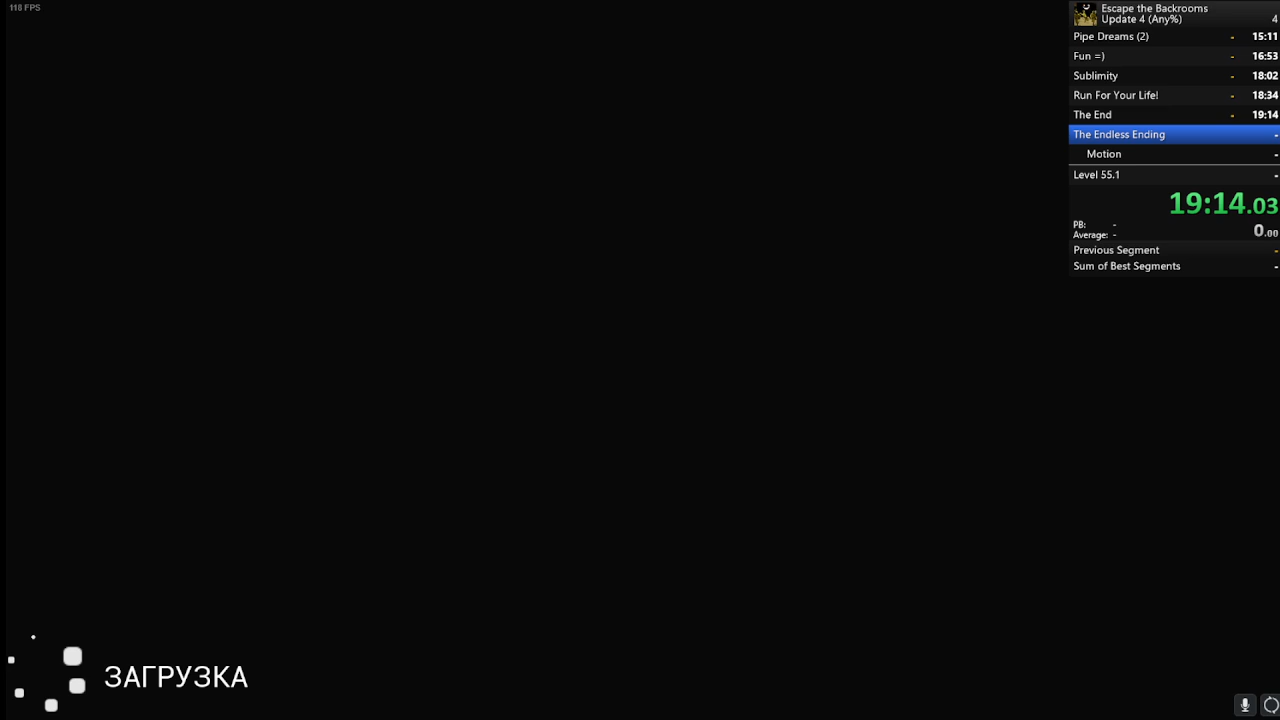 118 FPS
Escape the Backrooms
Update 4 (Any%) 4
Pipe Dreams (2) - 15:11
Fun =) - 16:53
Sublimity - 18:02
Run For Your Life! - 18:34
The End - 19:14
The Endless Ending -
Motion -
Level 55.1 -
19:14.03
PB: -
Average: - 0.00
Previous Segment -
Sum of Best Segments -
ЗАГРУЗКА